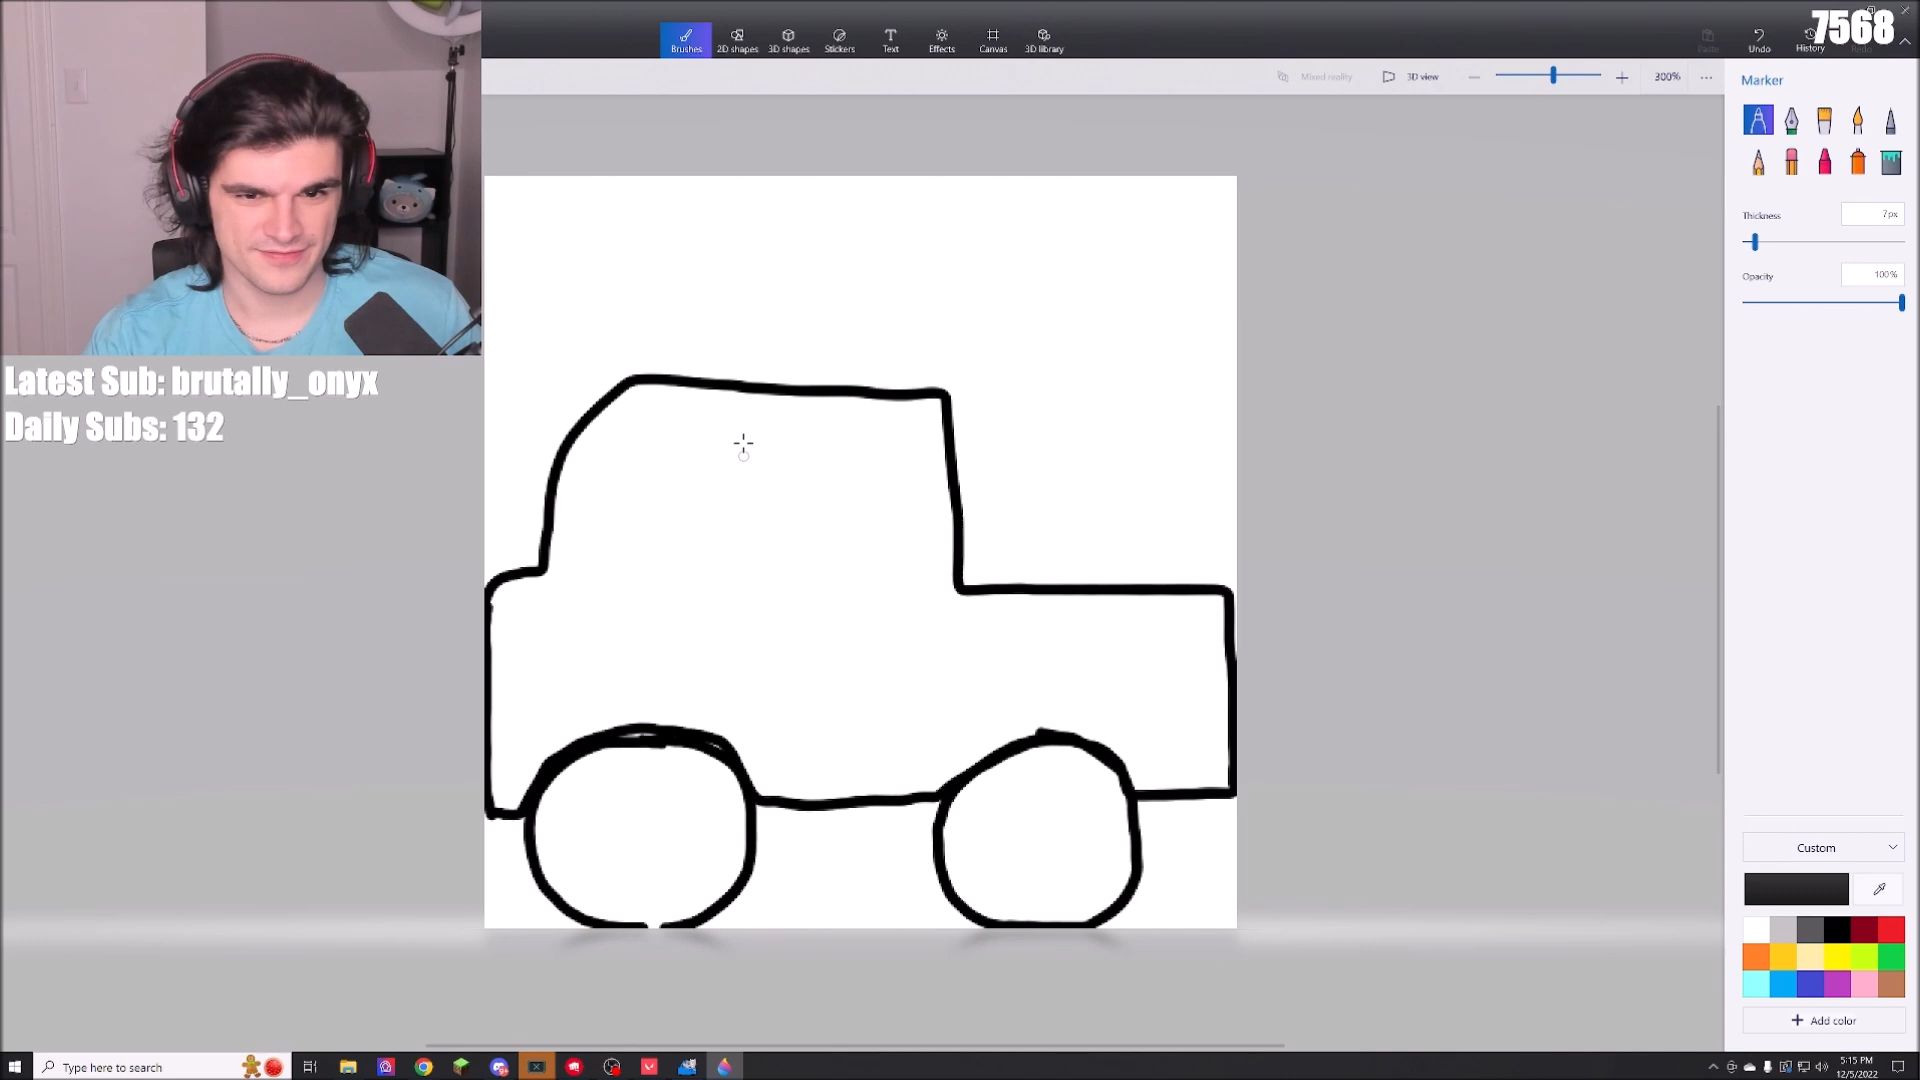 7568
Brushes
2D shapes
3D shapes
Stickers
Text
Effects
Canvas
3D library
Paste
Undo
History
Redo
Mixed reality
3D view
300%
Marker
Thickness
7px
Opacity
100%
Latest Sub: brutally_onyx
Daily Subs: 132
Custom
Add color
Type here to search
5:15 PM
12/5/2022